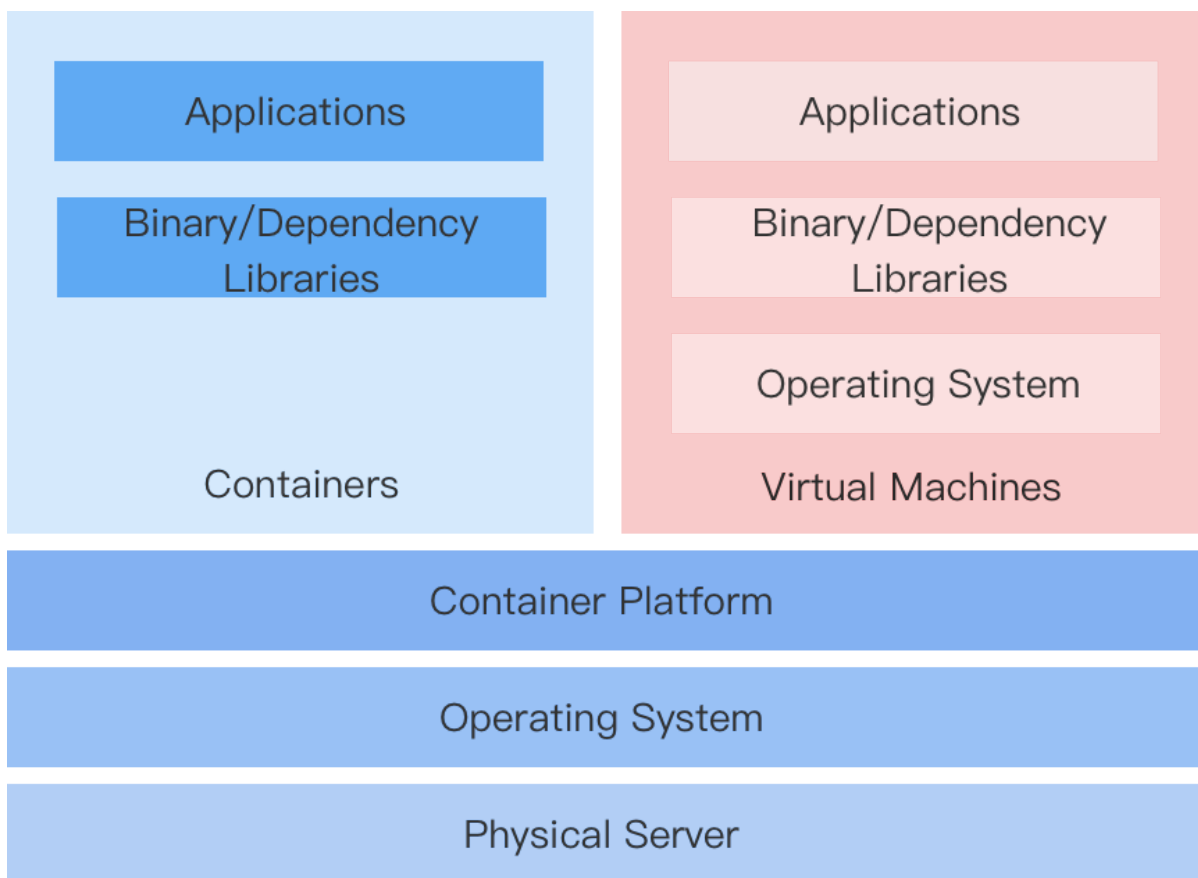 Applications
Binary/Dependency
Libraries
Containers
Applications
Binary/Dependency
Libraries
Operating System
Virtual Machines
Container Platform
Operating System
Physical Server